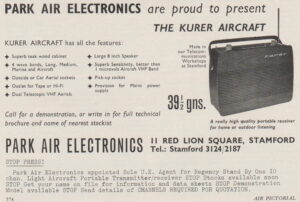 PARK AIR ELECTRONICS are proud to present
THE KURER AIRCRAFT
KURER AIRCRAFT has all the features:
Superb teak wood cabinet
4 wave bands, Long, Medium, Marine and Aircraft
Outside or Car Aerial sockets
Outlet for Tape or Hi-Fi
Dual Telescopic VHF Aerials
Large 8 inch Speaker
Superb Sensitivity, better than 1 microvolt Aircraft VHF Band
Pick-up socket
Provision for Mains power supply
Made in
our Telecom-
munications
Workshops
at Stamford
39½ gns.
A really high quality portable receiver
for home or outdoor listening
Call for a demonstration, or write in for full technical
brochure and name of nearest stockist
PARK AIR ELECTRONICS 11 RED LION SQUARE, STAMFORD
Tel.: Stamford 3124/2187
STOP PRESS!
Park Air Electronics appointed Sole U.K. Agent for Regency Stand By One 10
chan. Light Aircraft Portable Transmitter/receiver STOP Stocks available soon
STOP Get your name on file for information and data sheets STOP Demonstration
Model available STOP Send details of CHANNELS REQUIRED FOR QUOTATION.
AIR PICTORIAL